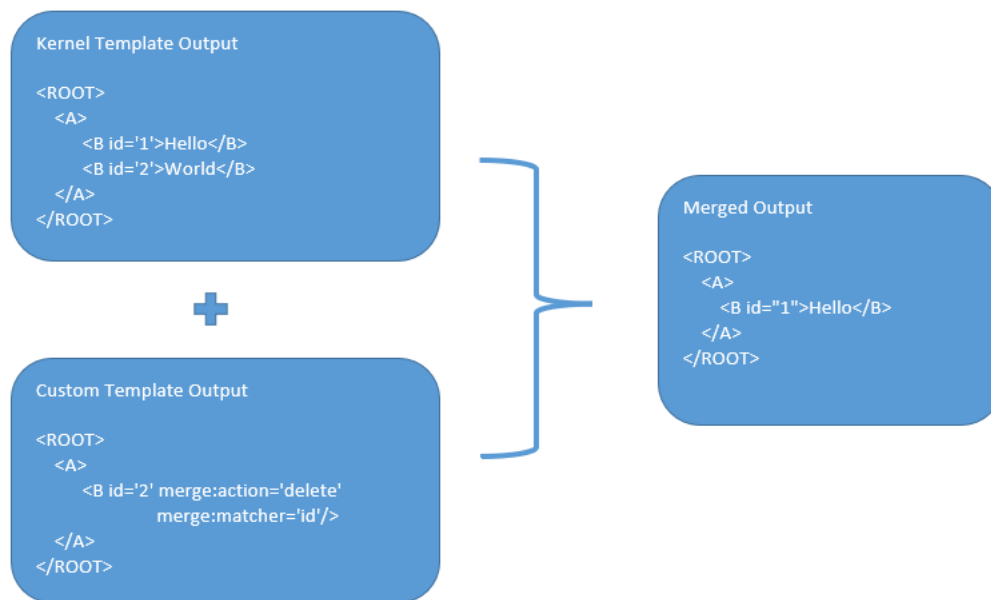 Kernel Template Output
<ROOT>
<A>
<B id='1'>Hello</B>
<B id='2'>World</B>
</A>
</ROOT>
Custom Template Output
<ROOT>
<A>
<B id='2' merge:action='delete'
merge:matcher='id'/>
</A>
</ROOT>
Merged Output
<ROOT>
<A>
<B id="1">Hello</B>
</A>
</ROOT>